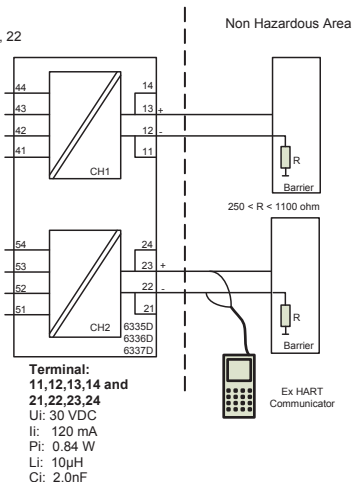 Non Hazardous Area
, 22
44
43
42
41
CH1
14
13 +
12 -
11
R
Barrier
250 < R < 1100 ohm
54
53
52
51
CH2
24
23 +
22 -
21
6335D
6336D
6337D
R
Barrier
Ex HART
Communicator
Terminal:
11,12,13,14 and
21,22,23,24
Ui: 30 VDC
Ii: 120 mA
Pi: 0.84 W
Li: 10µH
Ci: 2.0nF